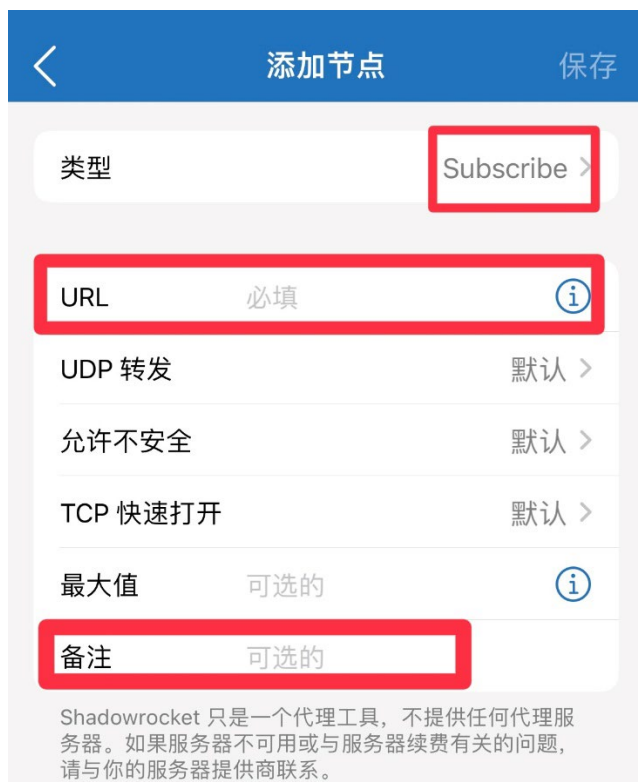 添加节点 保存
类型 Subscribe
URL 必填
UDP 转发 默认
允许不安全 默认
TCP 快速打开 默认
最大值 可选的
备注 可选的
Shadowrocket 只是一个代理工具，不提供任何代理服
务器。如果服务器不可用或与服务器续费有关的问题，
请与你的服务器提供商联系。